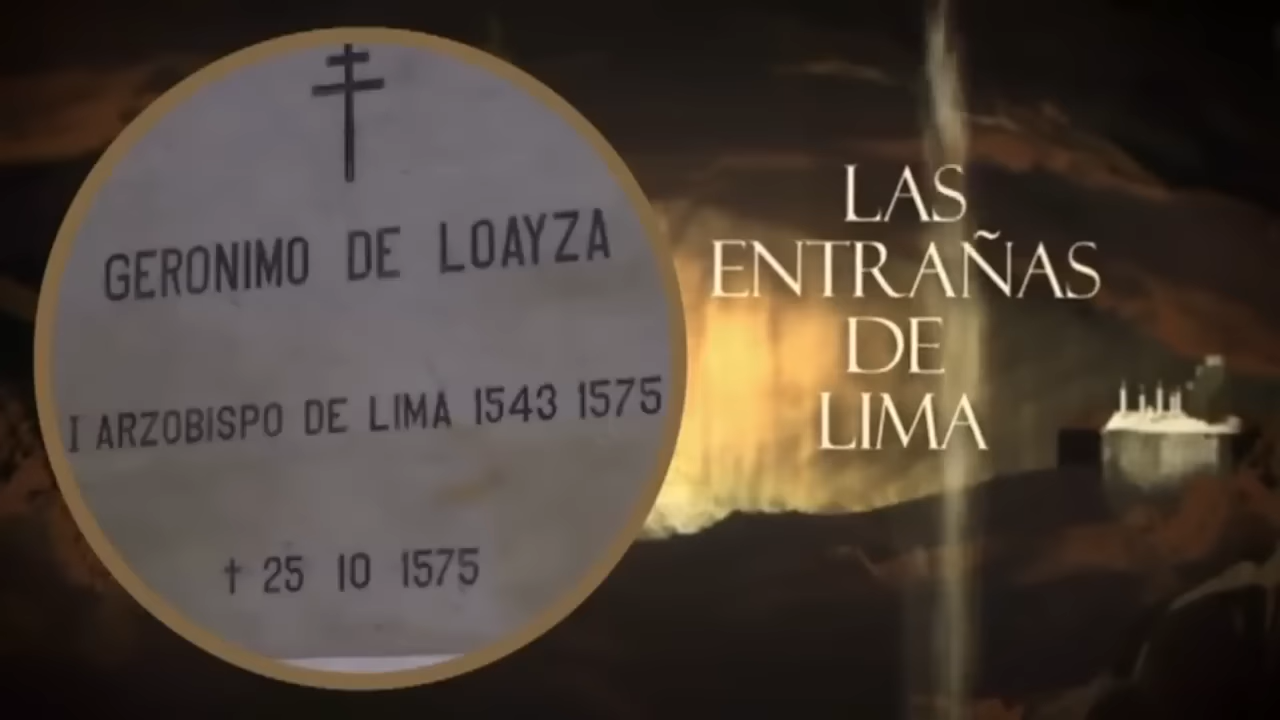 GERONIMO DE LOAYZA
I ARZOBISPO DE LIMA 1543 1575
† 25 10 1575
LAS
ENTRAÑAS
DE
LIMA